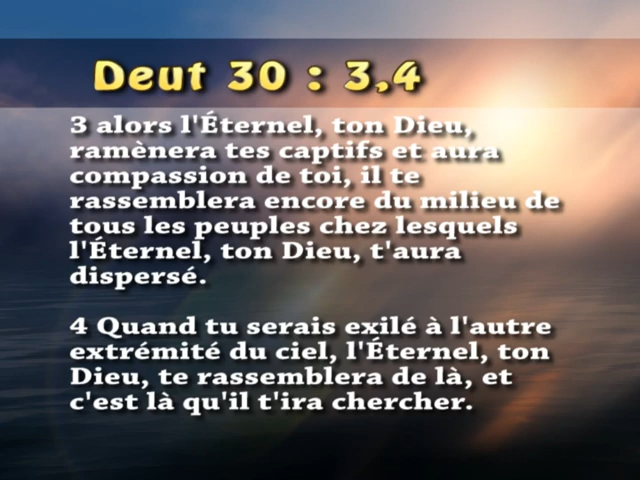 Deut 30 : 3,4
3 alors l'Éternel, ton Dieu,
ramènera tes captifs et aura
compassion de toi, il te
rassemblera encore du milieu de
tous les peuples chez lesquels
l'Éternel, ton Dieu, t'aura
dispersé.
4 Quand tu serais exilé à l'autre
extrémité du ciel, l'Éternel, ton
Dieu, te rassemblera de là, et
c'est là qu'il t'ira chercher.